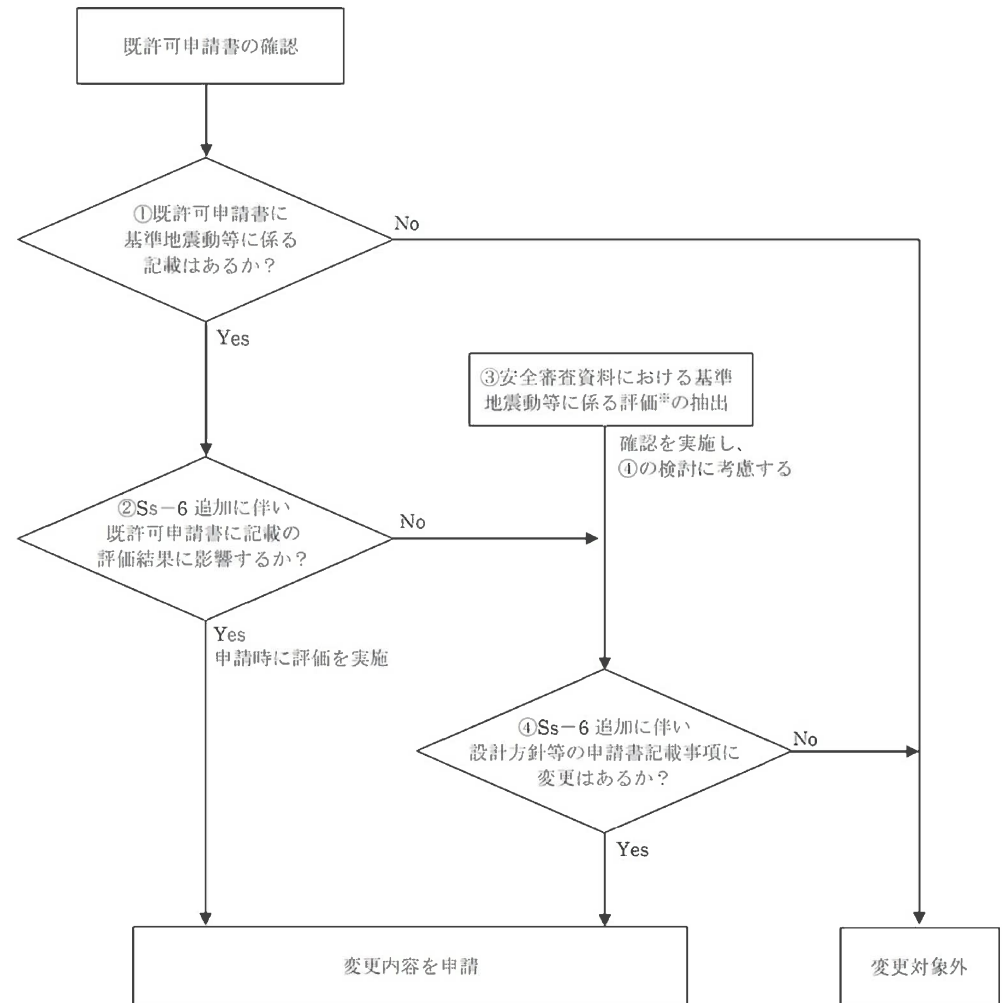 既許可申請書の確認
①既許可申請書に
基準地震動等に係る
記載はあるか？
No
Yes
③安全審査資料における基準
地震動等に係る評価※の抽出
確認を実施し、
④の検討に考慮する
②Ss－6 追加に伴い
既許可申請書に記載の
評価結果に影響するか？
No
Yes
申請時に評価を実施
④Ss－6 追加に伴い
設計方針等の申請書記載事項に
変更はあるか？
No
Yes
変更内容を申請
変更対象外